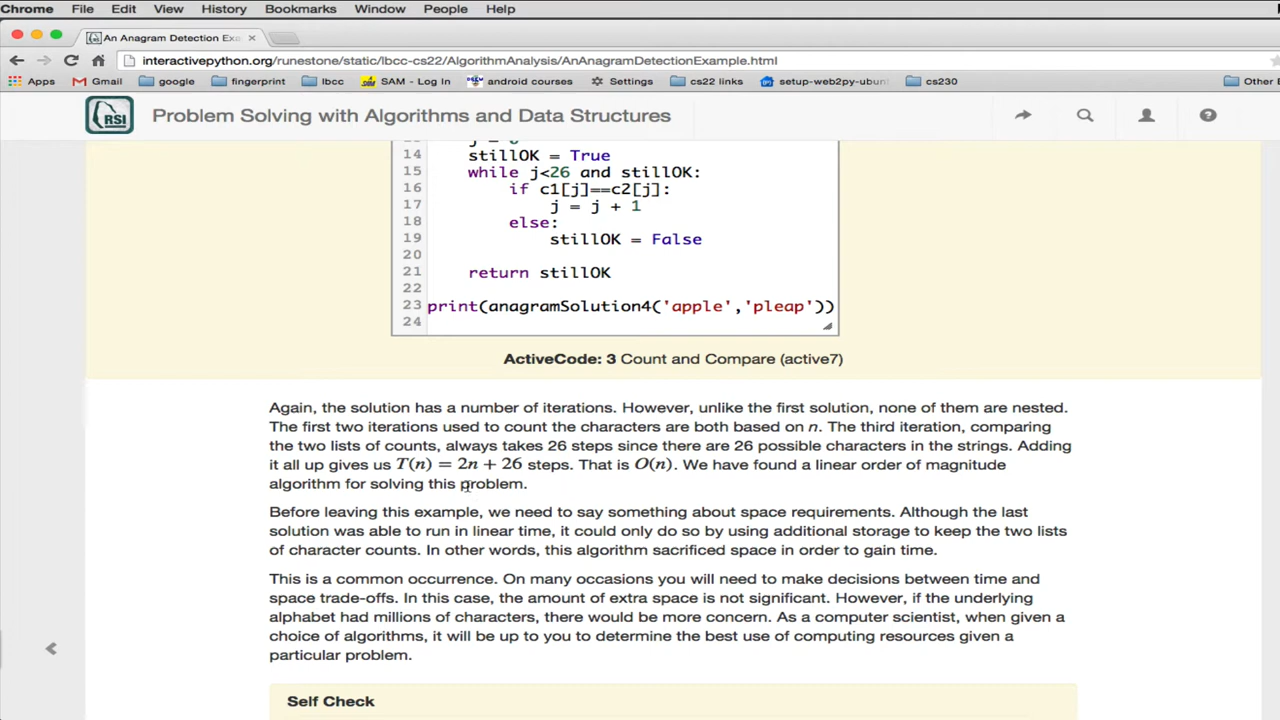 Chrome File Edit View History Bookmarks Window People Help
An Anagram Detection Exa
interactivepython.org/runestone/static/lbcc-cs22/AlgorithmAnalysis/AnAnagramDetectionExample.html
Apps Gmail google fingerprint lbcc SAM - Log In android courses Settings cs22 links setup-web2py-ubun cs230 Other
RSI Problem Solving with Algorithms and Data Structures
14 stillOK = True
15 while j<26 and stillOK:
16 if c1[j]==c2[j]:
17 j = j + 1
18 else:
19 stillOK = False
20
21 return stillOK
22
23 print(anagramSolution4('apple','pleap'))
24
ActiveCode: 3 Count and Compare (active7)
Again, the solution has a number of iterations. However, unlike the first solution, none of them are nested.
The first two iterations used to count the characters are both based on n. The third iteration, comparing
the two lists of counts, always takes 26 steps since there are 26 possible characters in the strings. Adding
it all up gives us T(n) = 2n + 26 steps. That is O(n). We have found a linear order of magnitude
algorithm for solving this problem.
Before leaving this example, we need to say something about space requirements. Although the last
solution was able to run in linear time, it could only do so by using additional storage to keep the two lists
of character counts. In other words, this algorithm sacrificed space in order to gain time.
This is a common occurrence. On many occasions you will need to make decisions between time and
space trade-offs. In this case, the amount of extra space is not significant. However, if the underlying
alphabet had millions of characters, there would be more concern. As a computer scientist, when given a
choice of algorithms, it will be up to you to determine the best use of computing resources given a
particular problem.
Self Check